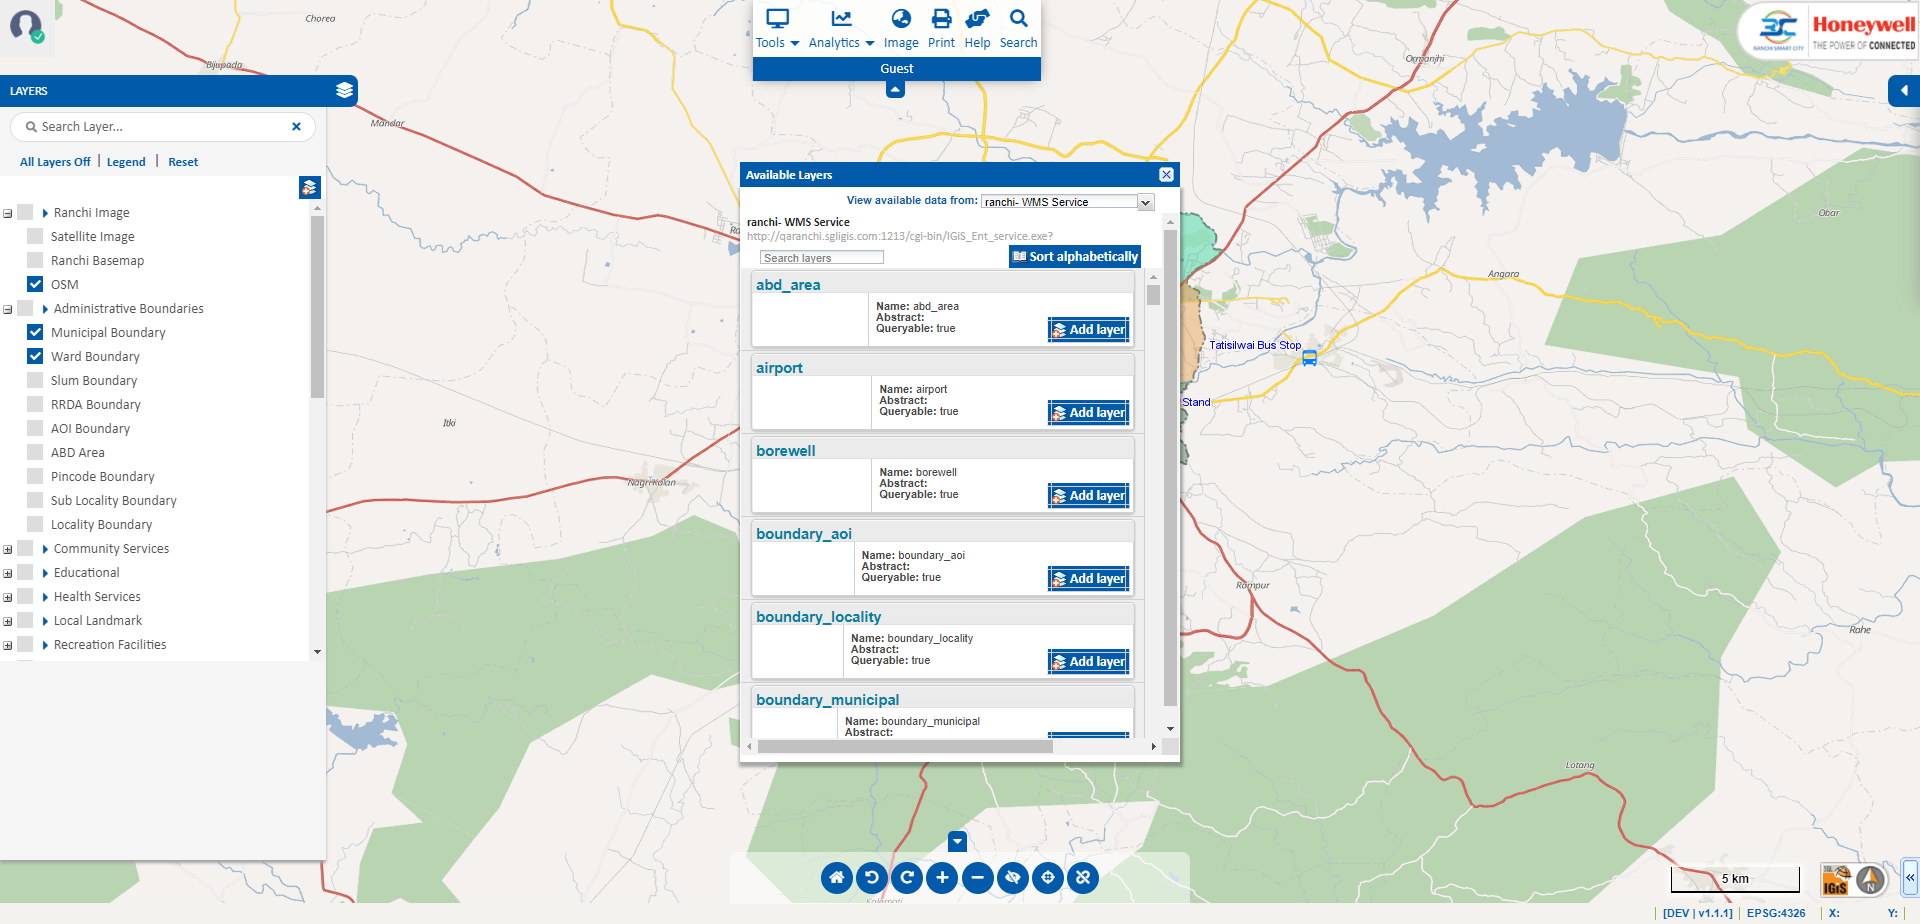 Chorea
Bijupada
Mandar
Ormanjhi
Tools
Analytics
Image
Print
Help
Search
Guest
RANCHI SMART CITY
Honeywell
THE POWER OF CONNECTED
LAYERS
Search Layer...
All Layers Off | Legend | Reset
Ranchi Image
Satellite Image
Ranchi Basemap
OSM
Administrative Boundaries
Municipal Boundary
Ward Boundary
Slum Boundary
RRDA Boundary
AOI Boundary
ABD Area
Pincode Boundary
Sub Locality Boundary
Locality Boundary
Community Services
Educational
Health Services
Local Landmark
Recreation Facilities
Available Layers
View available data from: ranchi- WMS Service
ranchi- WMS Service
http://qaranchi.sgligis.com:1213/cgi-bin/IGiS_Ent_service.exe?
Search layers
Sort alphabetically
abd_area
Name: abd_area
Abstract:
Queryable: true
Add layer
airport
Name: airport
Abstract:
Queryable: true
Add layer
borewell
Name: borewell
Abstract:
Queryable: true
Add layer
boundary_aoi
Name: boundary_aoi
Abstract:
Queryable: true
Add layer
boundary_locality
Name: boundary_locality
Abstract:
Queryable: true
Add layer
boundary_municipal
Name: boundary_municipal
Abstract:
Itki
Nagri Kalan
Obar
Angara
Tatisilwai Bus Stop
Stand
Rampur
Rahe
Lotang
Kalamati
5 km
IGiS
N
[DEV | v1.1.1] | EPSG:4326 | X: Y: